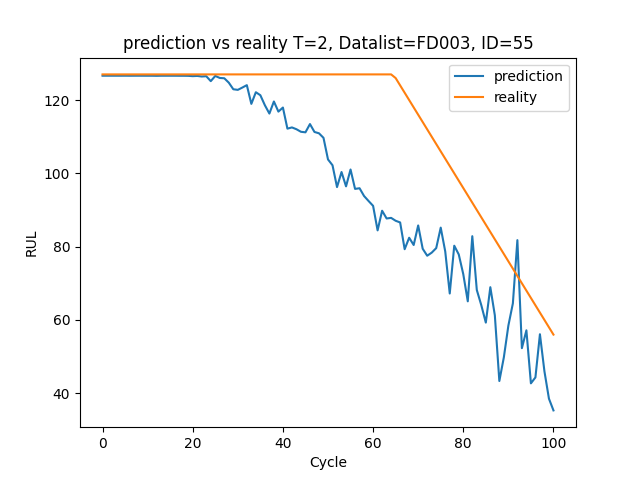 prediction vs reality T=2, Datalist=FD003, ID=55
prediction
reality
120
100
80
60
40
RUL
0 20 40 60 80 100
Cycle